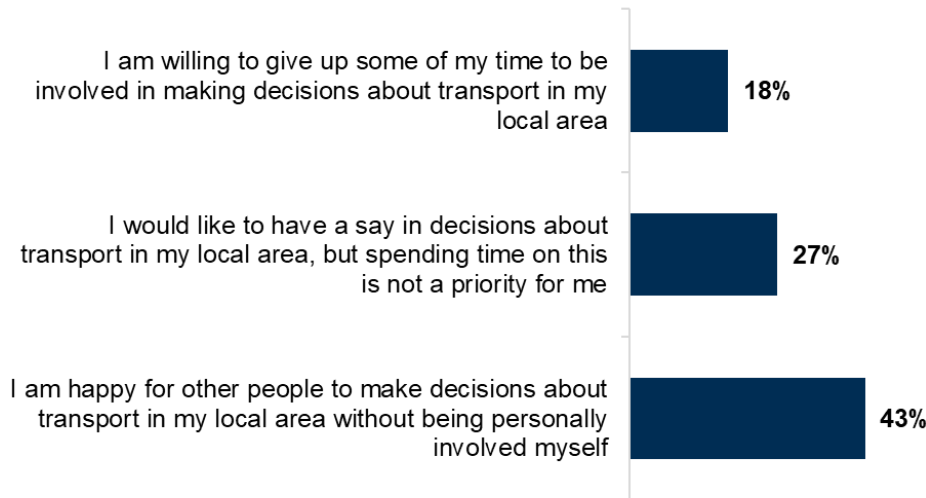 I am willing to give up some of my time to be
involved in making decisions about transport in my
local area
18%
I would like to have a say in decisions about
transport in my local area, but spending time on this
is not a priority for me
27%
I am happy for other people to make decisions about
transport in my local area without being personally
involved myself
43%